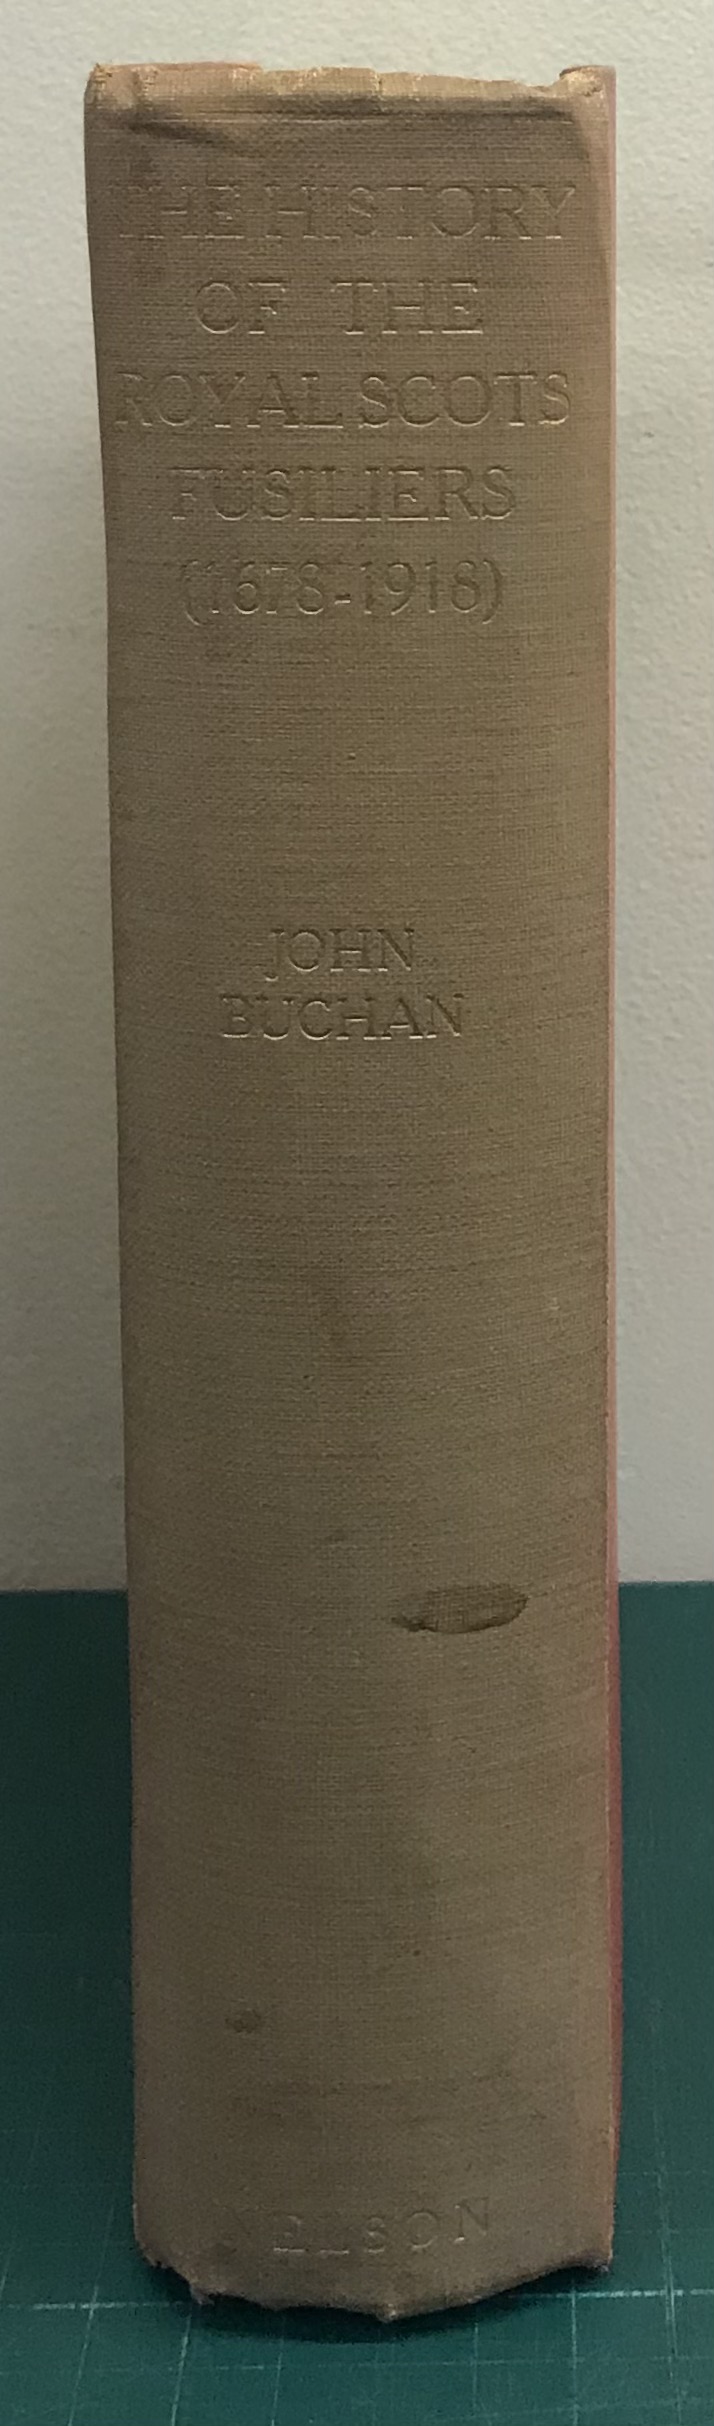 THE HISTORY
OF THE
ROYAL SCOTS
FUSILIERS
(1678-1918)
JOHN
BUCHAN
NELSON